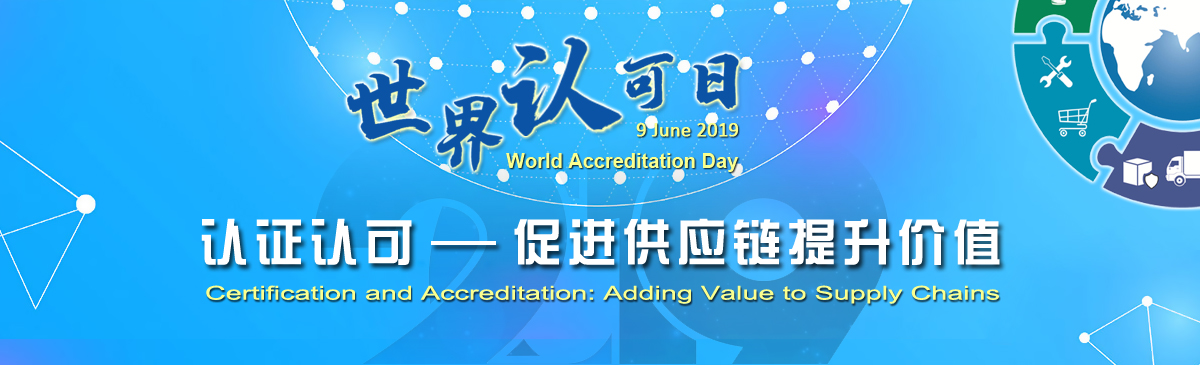 世界认可日
9 June 2019
World Accreditation Day
认证认可 — 促进供应链提升价值
Certification and Accreditation: Adding Value to Supply Chains
219